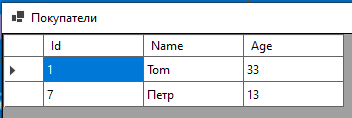 Покупатели
Id Name Age
1 Tom 33
7 Петр 13